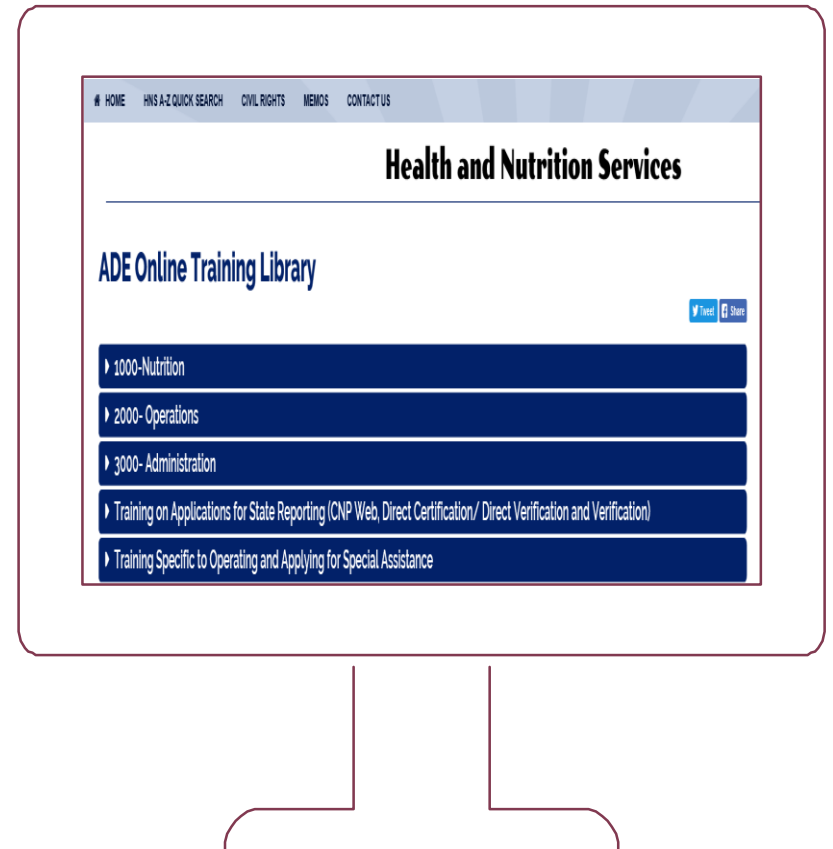 HOME HNS A-Z QUICK SEARCH CIVIL RIGHTS MEMOS CONTACT US
Health and Nutrition Services
ADE Online Training Library
Tweet Share
1000-Nutrition
2000- Operations
3000- Administration
Training on Applications for State Reporting (CNP Web, Direct Certification/ Direct Verification and Verification)
Training Specific to Operating and Applying for Special Assistance